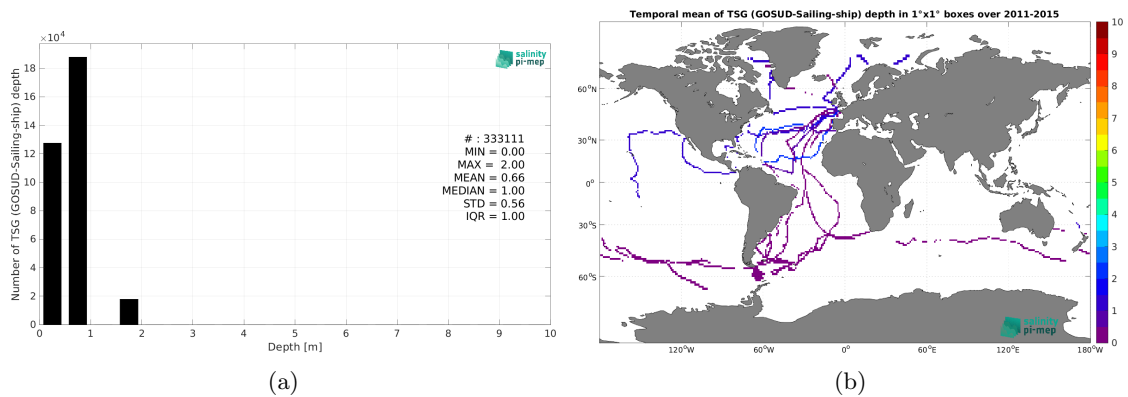 ×10⁴
18
16
14
12
10
8
6
4
2
0
0 1 2 3 4 5 6 7 8 9 10
Number of TSG (GOSUD-Sailing-ship) depth
Depth [m]
salinity
pi-mep
# : 333111
MIN = 0.00
MAX = 2.00
MEAN = 0.66
MEDIAN = 1.00
STD = 0.56
IQR = 1.00
(a)
Temporal mean of TSG (GOSUD-Sailing-ship) depth in 1°x1° boxes over 2011-2015
60°N
30°N
0°
30°S
60°S
120°W 60°W 0° 60°E 120°E 180°W
salinity
pi-mep
10
9
8
7
6
5
4
3
2
1
0
(b)